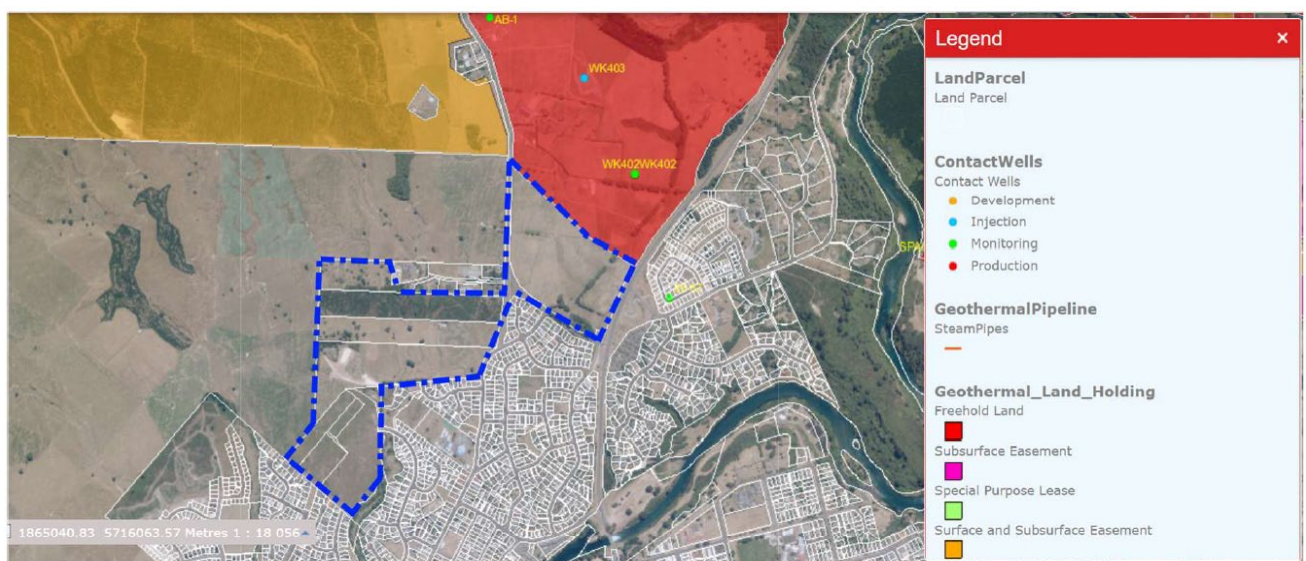 AB-1
WK403
WK402WK402
1865040.83 5716063.57 Metres 1 : 18 056
Legend ×
LandParcel
Land Parcel
ContactWells
Contact Wells
Development
Injection
Monitoring
Production
GeothermalPipeline
SteamPipes
Geothermal_Land_Holding
Freehold Land
Subsurface Easement
Special Purpose Lease
Surface and Subsurface Easement